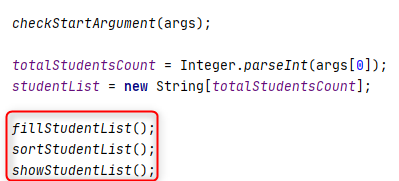 checkStartArgument(args);
totalStudentsCount = Integer.parseInt(args[0]);
studentList = new String[totalStudentsCount];
fillStudentList();
sortStudentList();
showStudentList();